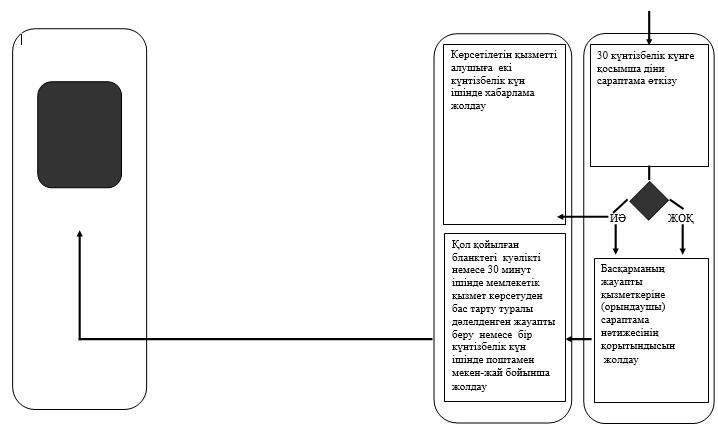 Көрсетілетін қызметті
алушыға екі
күнтізбелік күн
ішінде хабарлама
жолдау
30 күнтізбелік күнге
қосымша діни
сараптама өткізу
ИӘ
ЖОҚ
Қол қойылған
бланктегі куәлікті
немесе 30 минут
ішінде мемлекетік
қызмет көрсетуден
бас тарту туралы
дәлелденген жауапты
беру немесе бір
күнтізбелік күн
ішінде поштамен
мекен-жай бойынша
жолдау
Басқарманың
жауапты
қызметкеріне
(орындаушы)
сараптама
нәтижесінің
қорытындысын
жолдау